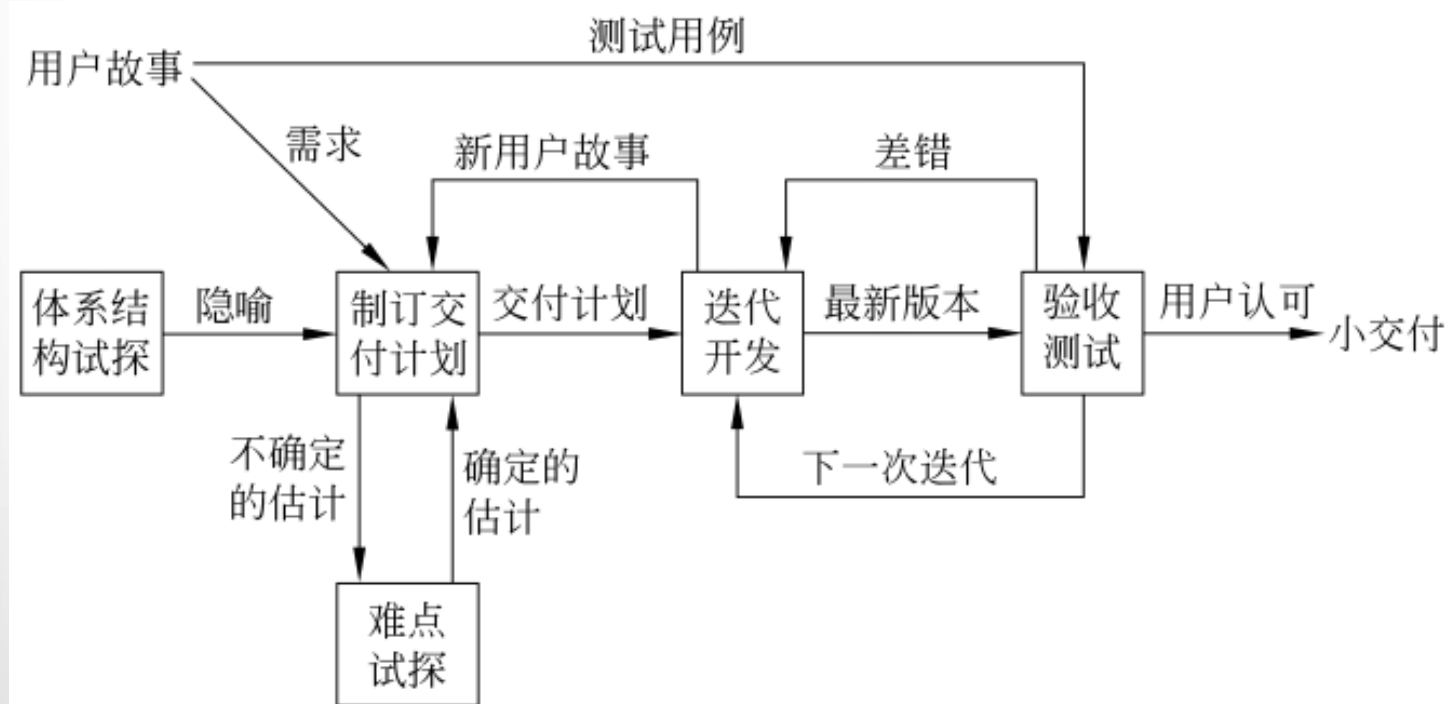 测试用例
用户故事
需求
新用户故事
差错
体系结
构试探
隐喻
制订交
付计划
交付计划
迭代
开发
最新版本
验收
测试
用户认可
小交付
不确定
的估计
确定的
估计
下一次迭代
难点
试探